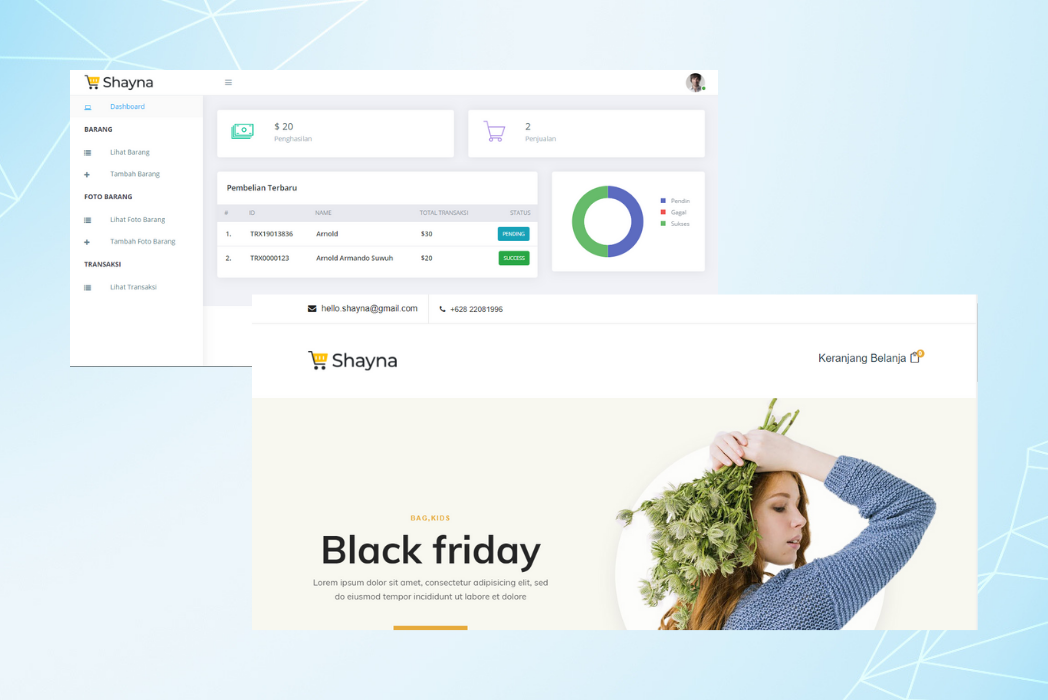 Shayna
Dashboard
BARANG
Lihat Barang
Tambah Barang
FOTO BARANG
Lihat Foto Barang
Tambah Foto Barang
TRANSAKSI
Lihat Transaksi
$ 20
Penghasilan
2
Penjualan
Pembelian Terbaru
# ID NAME TOTAL TRANSAKSI STATUS
1. TRX19013836 Arnold $30 PENDING
2. TRX0000123 Arnold Armando Suwuh $20 SUCCESS
Pendin
Gagal
Sukses
hello.shayna@gmail.com +628 22081996
Shayna
Keranjang Belanja
BAG,KIDS
Black friday
Lorem ipsum dolor sit amet, consectetur adipisicing elit, sed
do eiusmod tempor incididunt ut labore et dolore